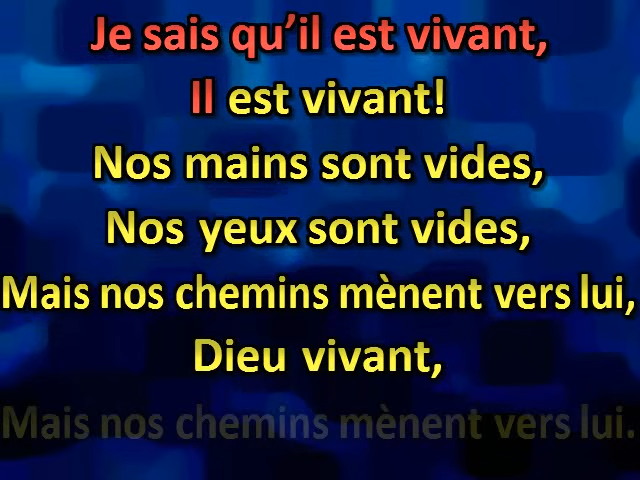 Je sais qu’il est vivant,
Il est vivant!
Nos mains sont vides,
Nos yeux sont vides,
Mais nos chemins mènent vers lui,
Dieu vivant,
Mais nos chemins mènent vers lui.